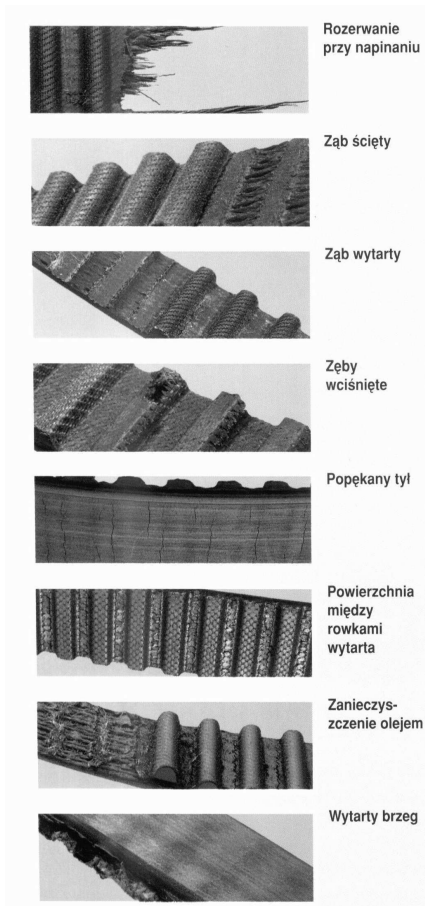 Rozerwanie
przy napinaniu
Ząb ścięty
Ząb wytarty
Zęby
wciśnięte
Popękany tył
Powierzchnia
między
rowkami
wytarta
Zanieczys-
zczenie olejem
Wytarty brzeg